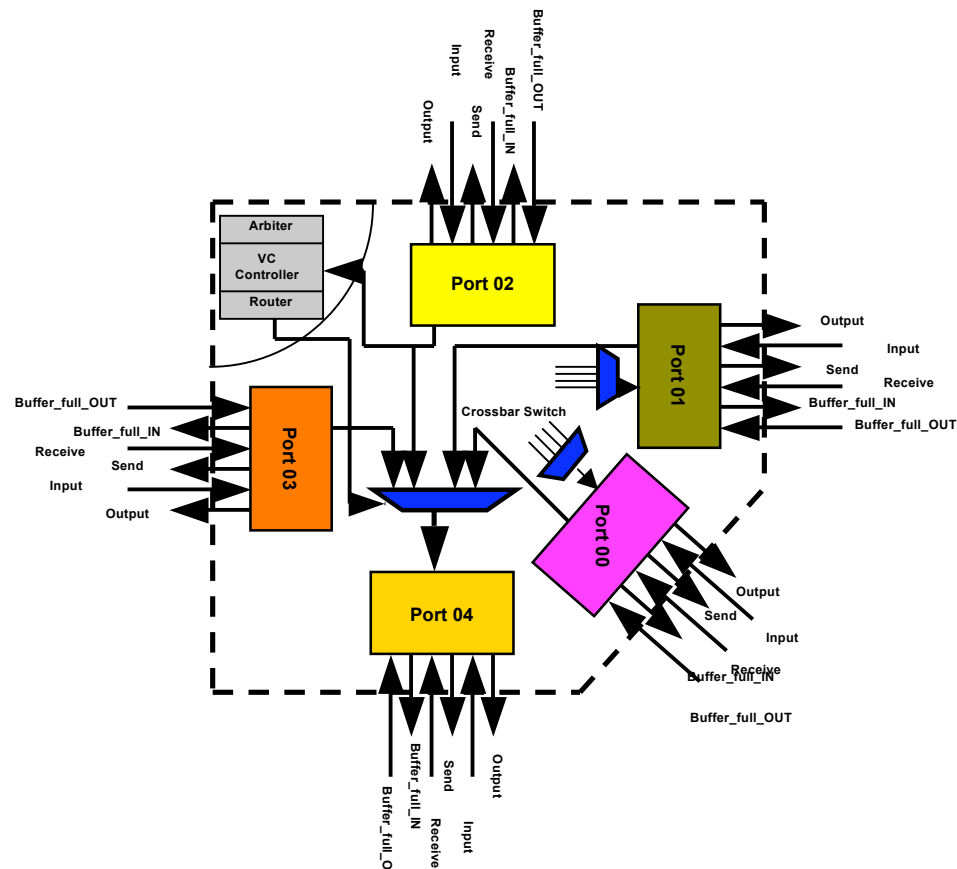 Output
Input
Send
Receive
Buffer_full_IN
Buffer_full_OUT
Arbiter
VC
Controller
Router
Port 02
Port 01
Output
Input
Send
Receive
Buffer_full_IN
Buffer_full_OUT
Crossbar Switch
Buffer_full_OUT
Buffer_full_IN
Receive
Send
Input
Output
Port 03
Port 00
Output
Send
Input
Receive
Buffer_full_IN
Buffer_full_OUT
Port 04
Buffer_full_O
Buffer_full_IN
Receive
Send
Input
Output